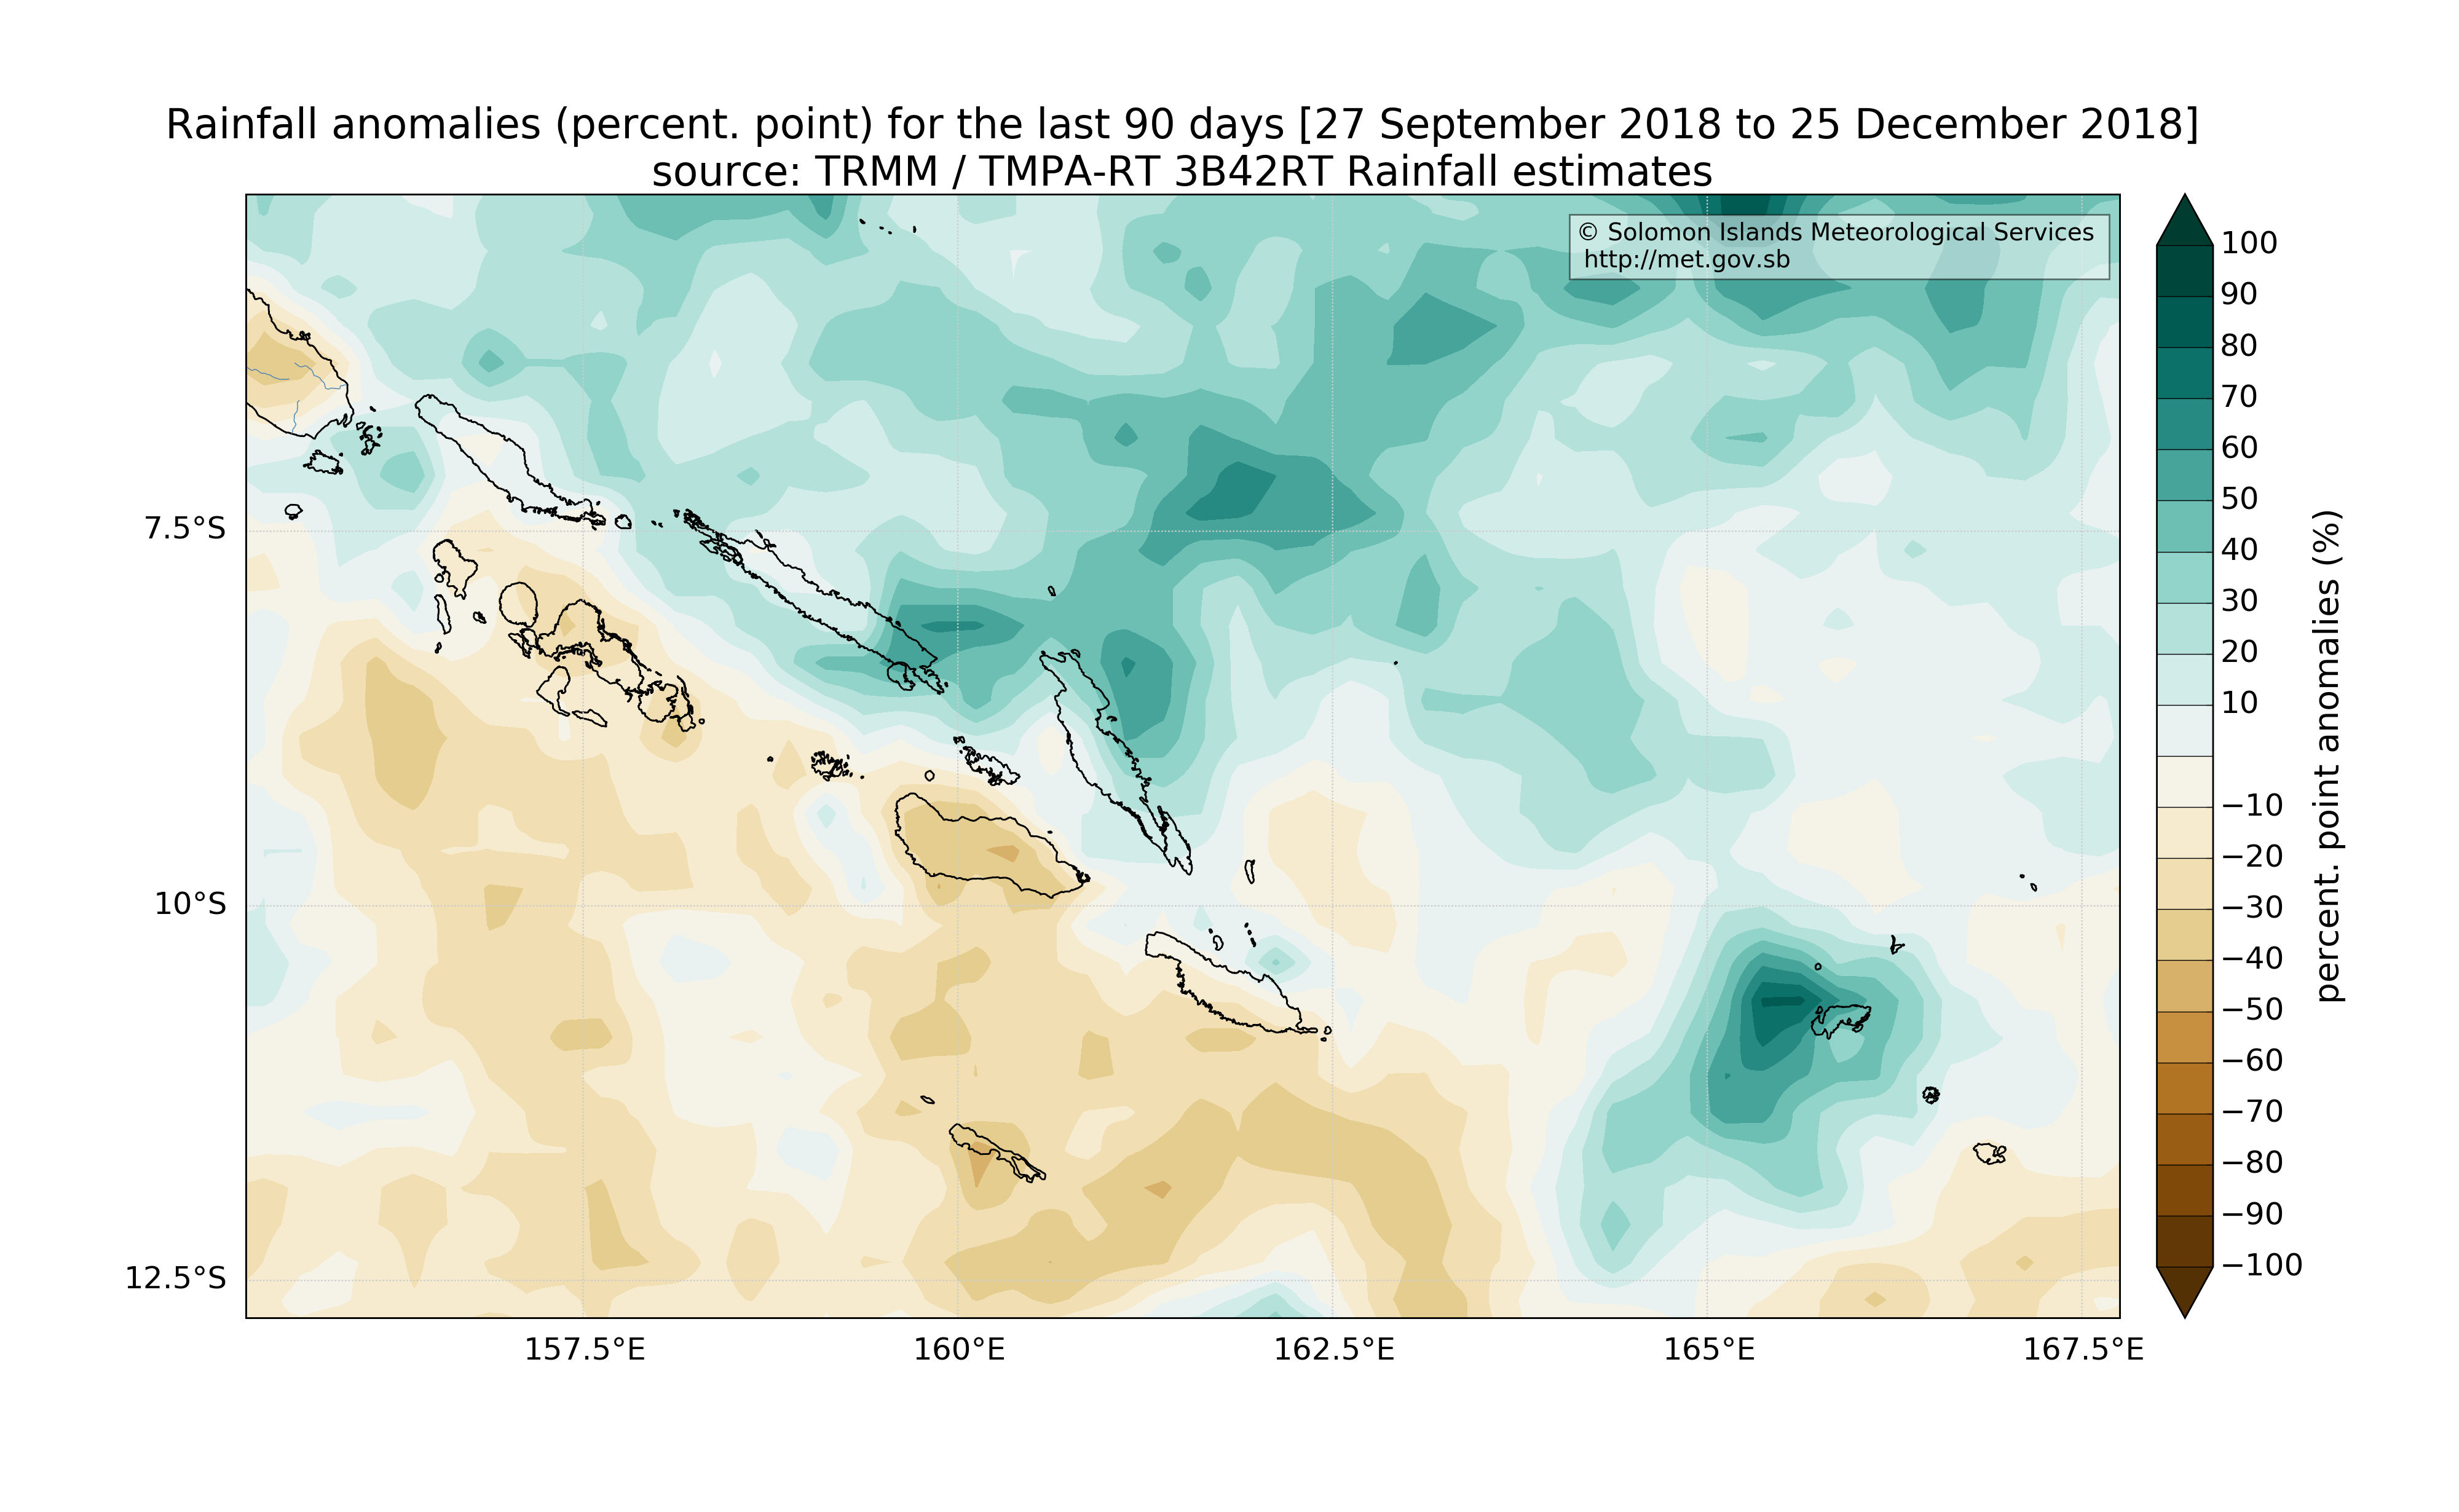 Rainfall anomalies (percent. point) for the last 90 days [27 September 2018 to 25 December 2018]
source: TRMM / TMPA-RT 3B42RT Rainfall estimates
© Solomon Islands Meteorological Services
http://met.gov.sb
7.5°S
10°S
12.5°S
157.5°E
160°E
162.5°E
165°E
167.5°E
100
90
80
70
60
50
40
30
20
10
−10
−20
−30
−40
−50
−60
−70
−80
−90
−100
percent. point anomalies (%)